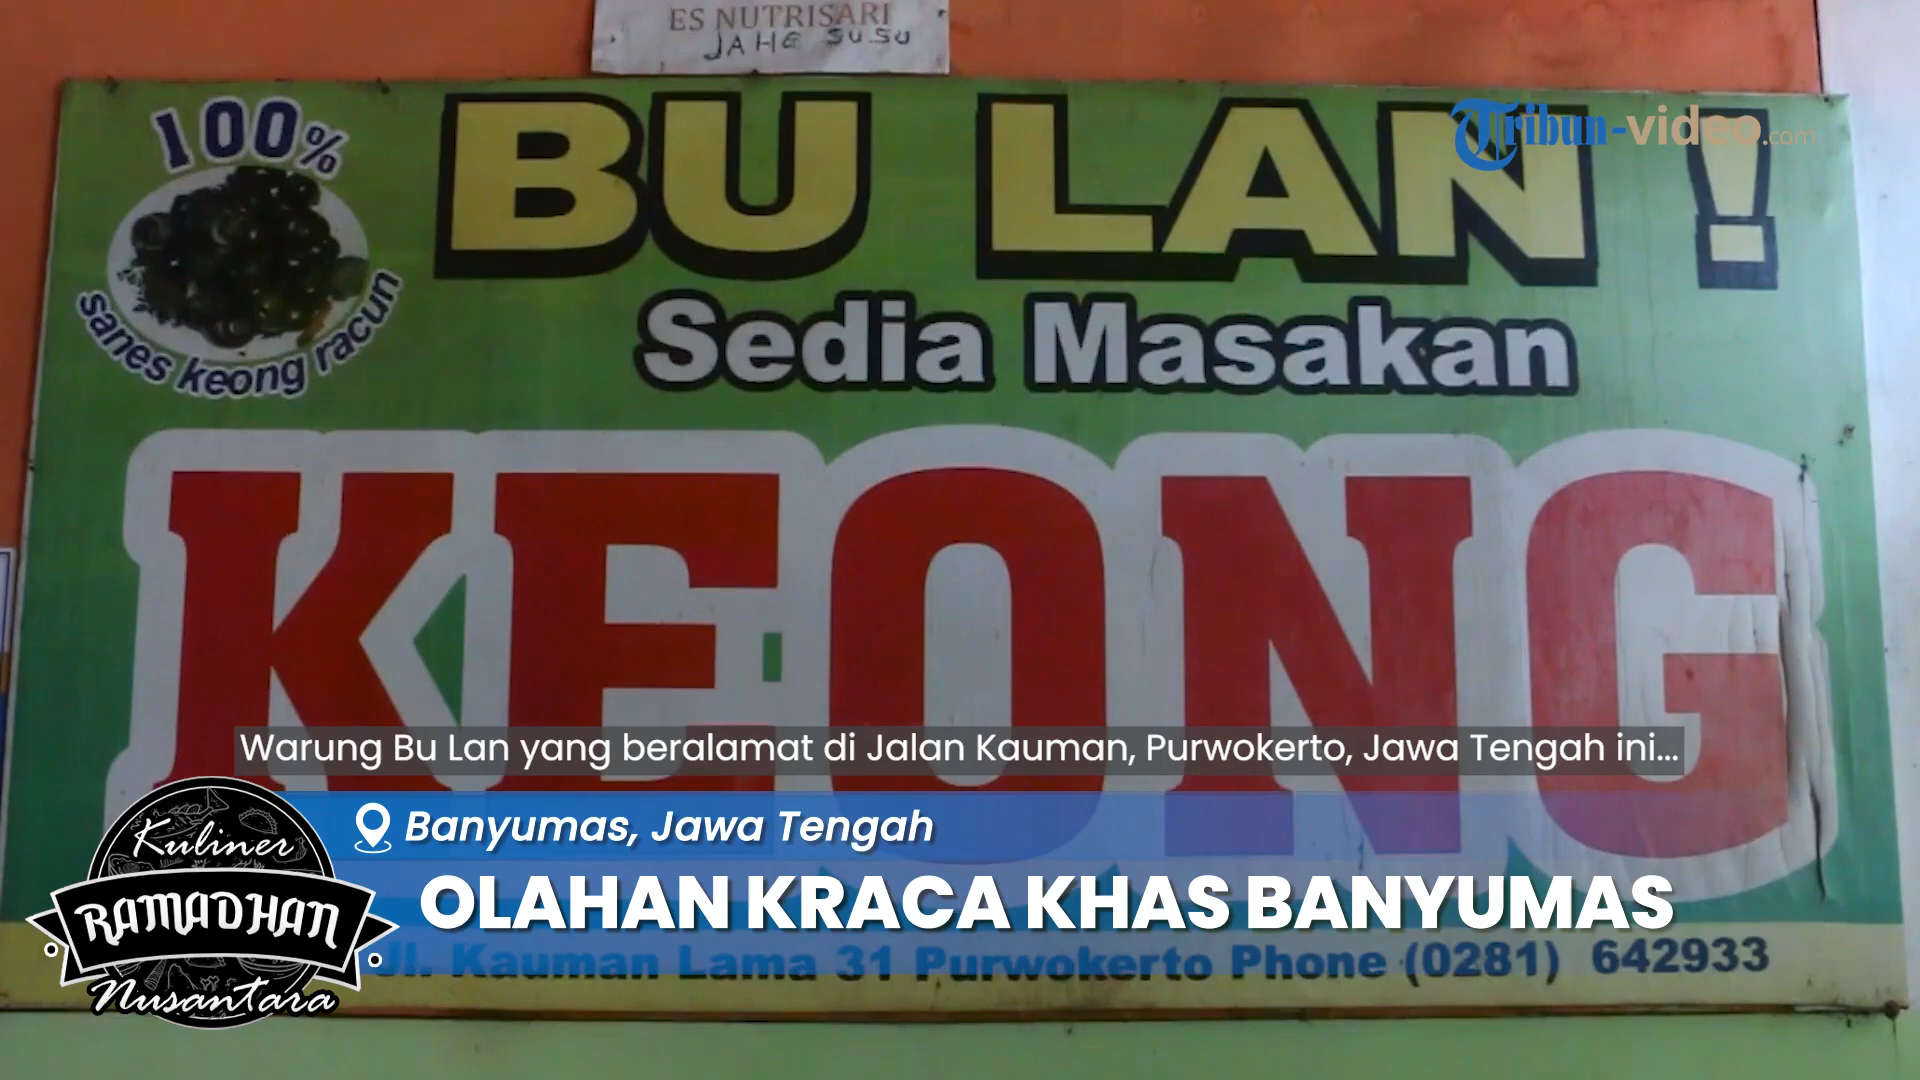 ES NUTRISARI
JAHE SUSU
100%
sanes keong racun
BU LAN !
Tribun-video.com
Sedia Masakan
KEONG
Warung Bu Lan yang beralamat di Jalan Kauman, Purwokerto, Jawa Tengah ini...
Banyumas, Jawa Tengah
OLAHAN KRACA KHAS BANYUMAS
Kuliner
RAMADHAN
Nusantara
Jl. Kauman Lama 31 Purwokerto Phone (0281) 642933